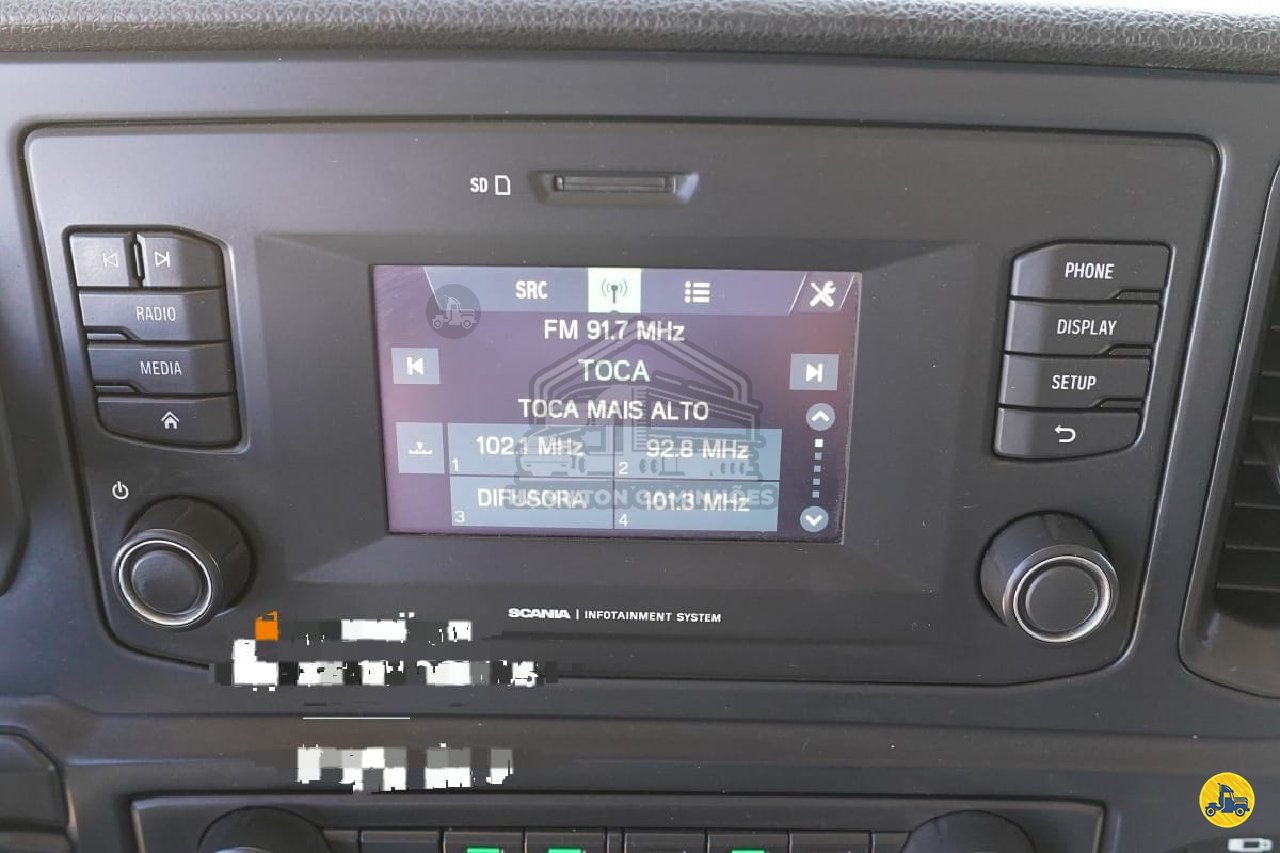 SD
RADIO
MEDIA
SRC
FM 91.7 MHz
TOCA
TOCA MAIS ALTO
102.1 MHz
1
92.8 MHz
2
DIFUSORA
3
101.3 MHz
4
PHONE
DISPLAY
SETUP
SCANIA | INFOTAINMENT SYSTEM